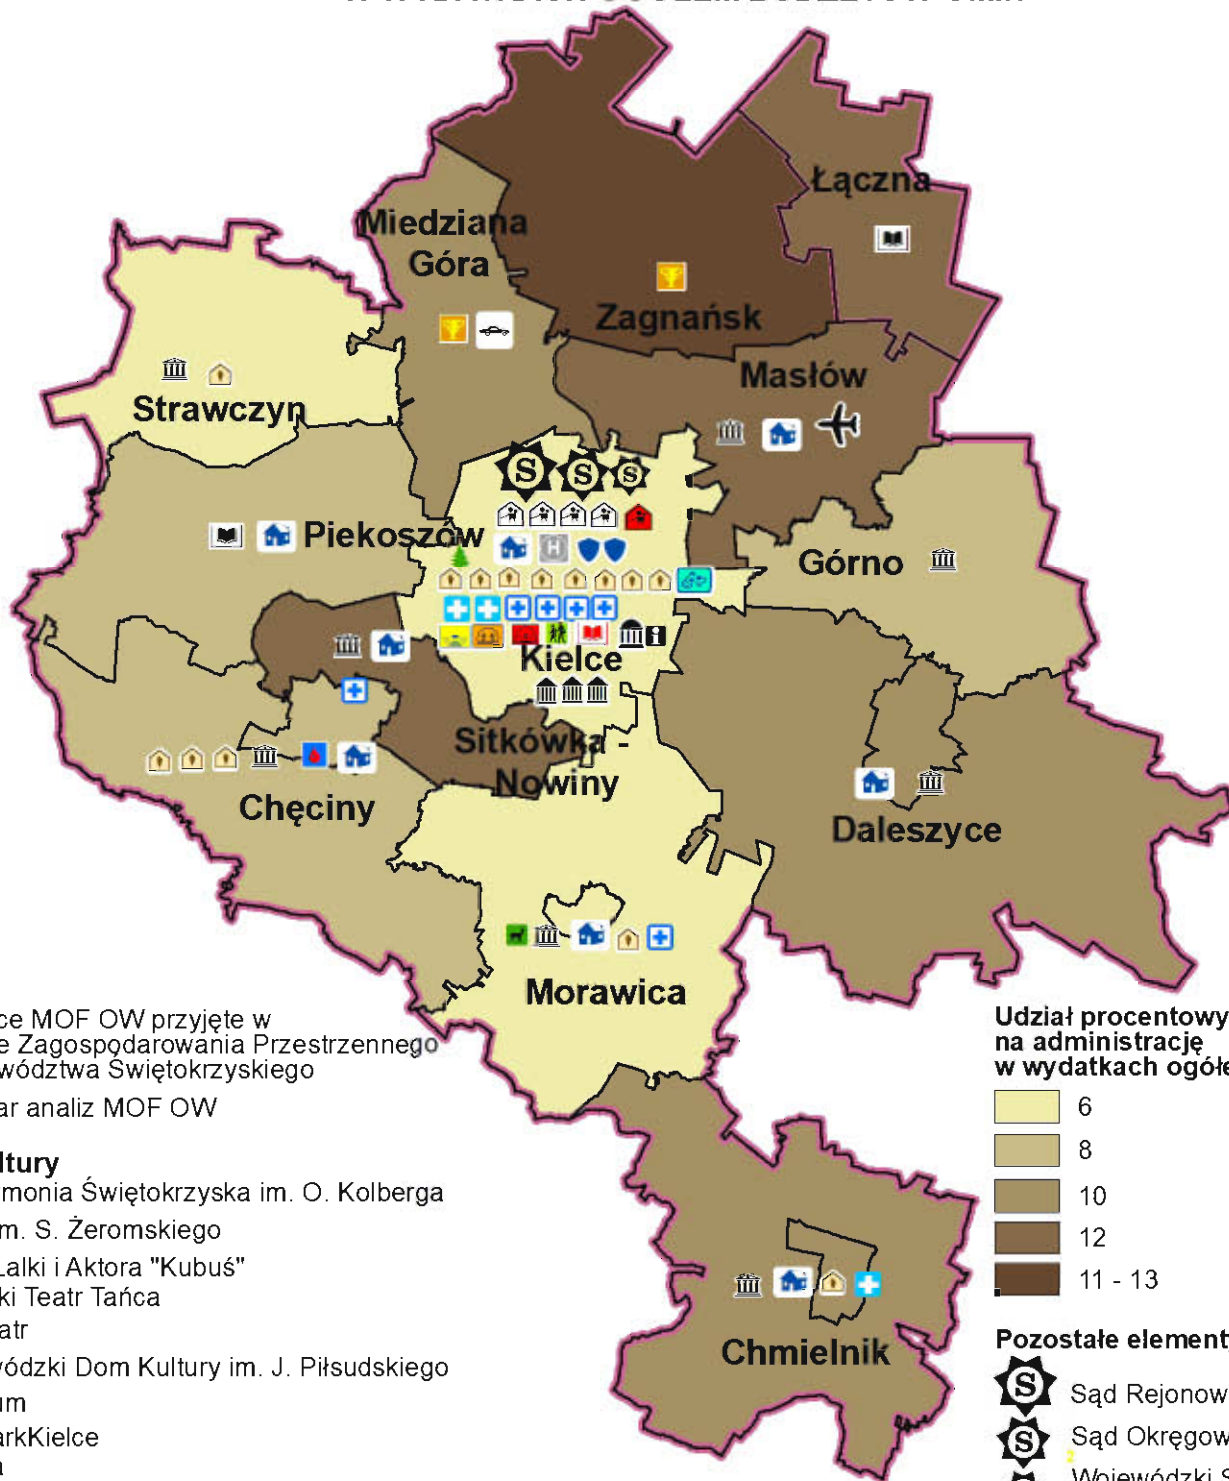 Łączna
Miedziana
Góra
Zagnańsk
Masłów
Strawczyn
Piekoszów
Górno
Kielce
Sitkówka -
Nowiny
Chęciny
Daleszyce
Morawica
Chmielnik
ce MOF OW przyjęte w
e Zagospodarowania Przestrzennego
wództwa Świętokrzyskiego
ar analiz MOF OW
ltury
rmonia Świętokrzyska im. O. Kolberga
m. S. Żeromskiego
Lalki i Aktora "Kubuś"
ki Teatr Tańca
atr
wódzki Dom Kultury im. J. Piłsudskiego
um
arkKielce
Udział procentowy
na administrację
w wydatkach ogółe
6
8
10
12
11 - 13
Pozostałe element
S Sąd Rejonow
S Sąd Okręgow
Wojewódzki S